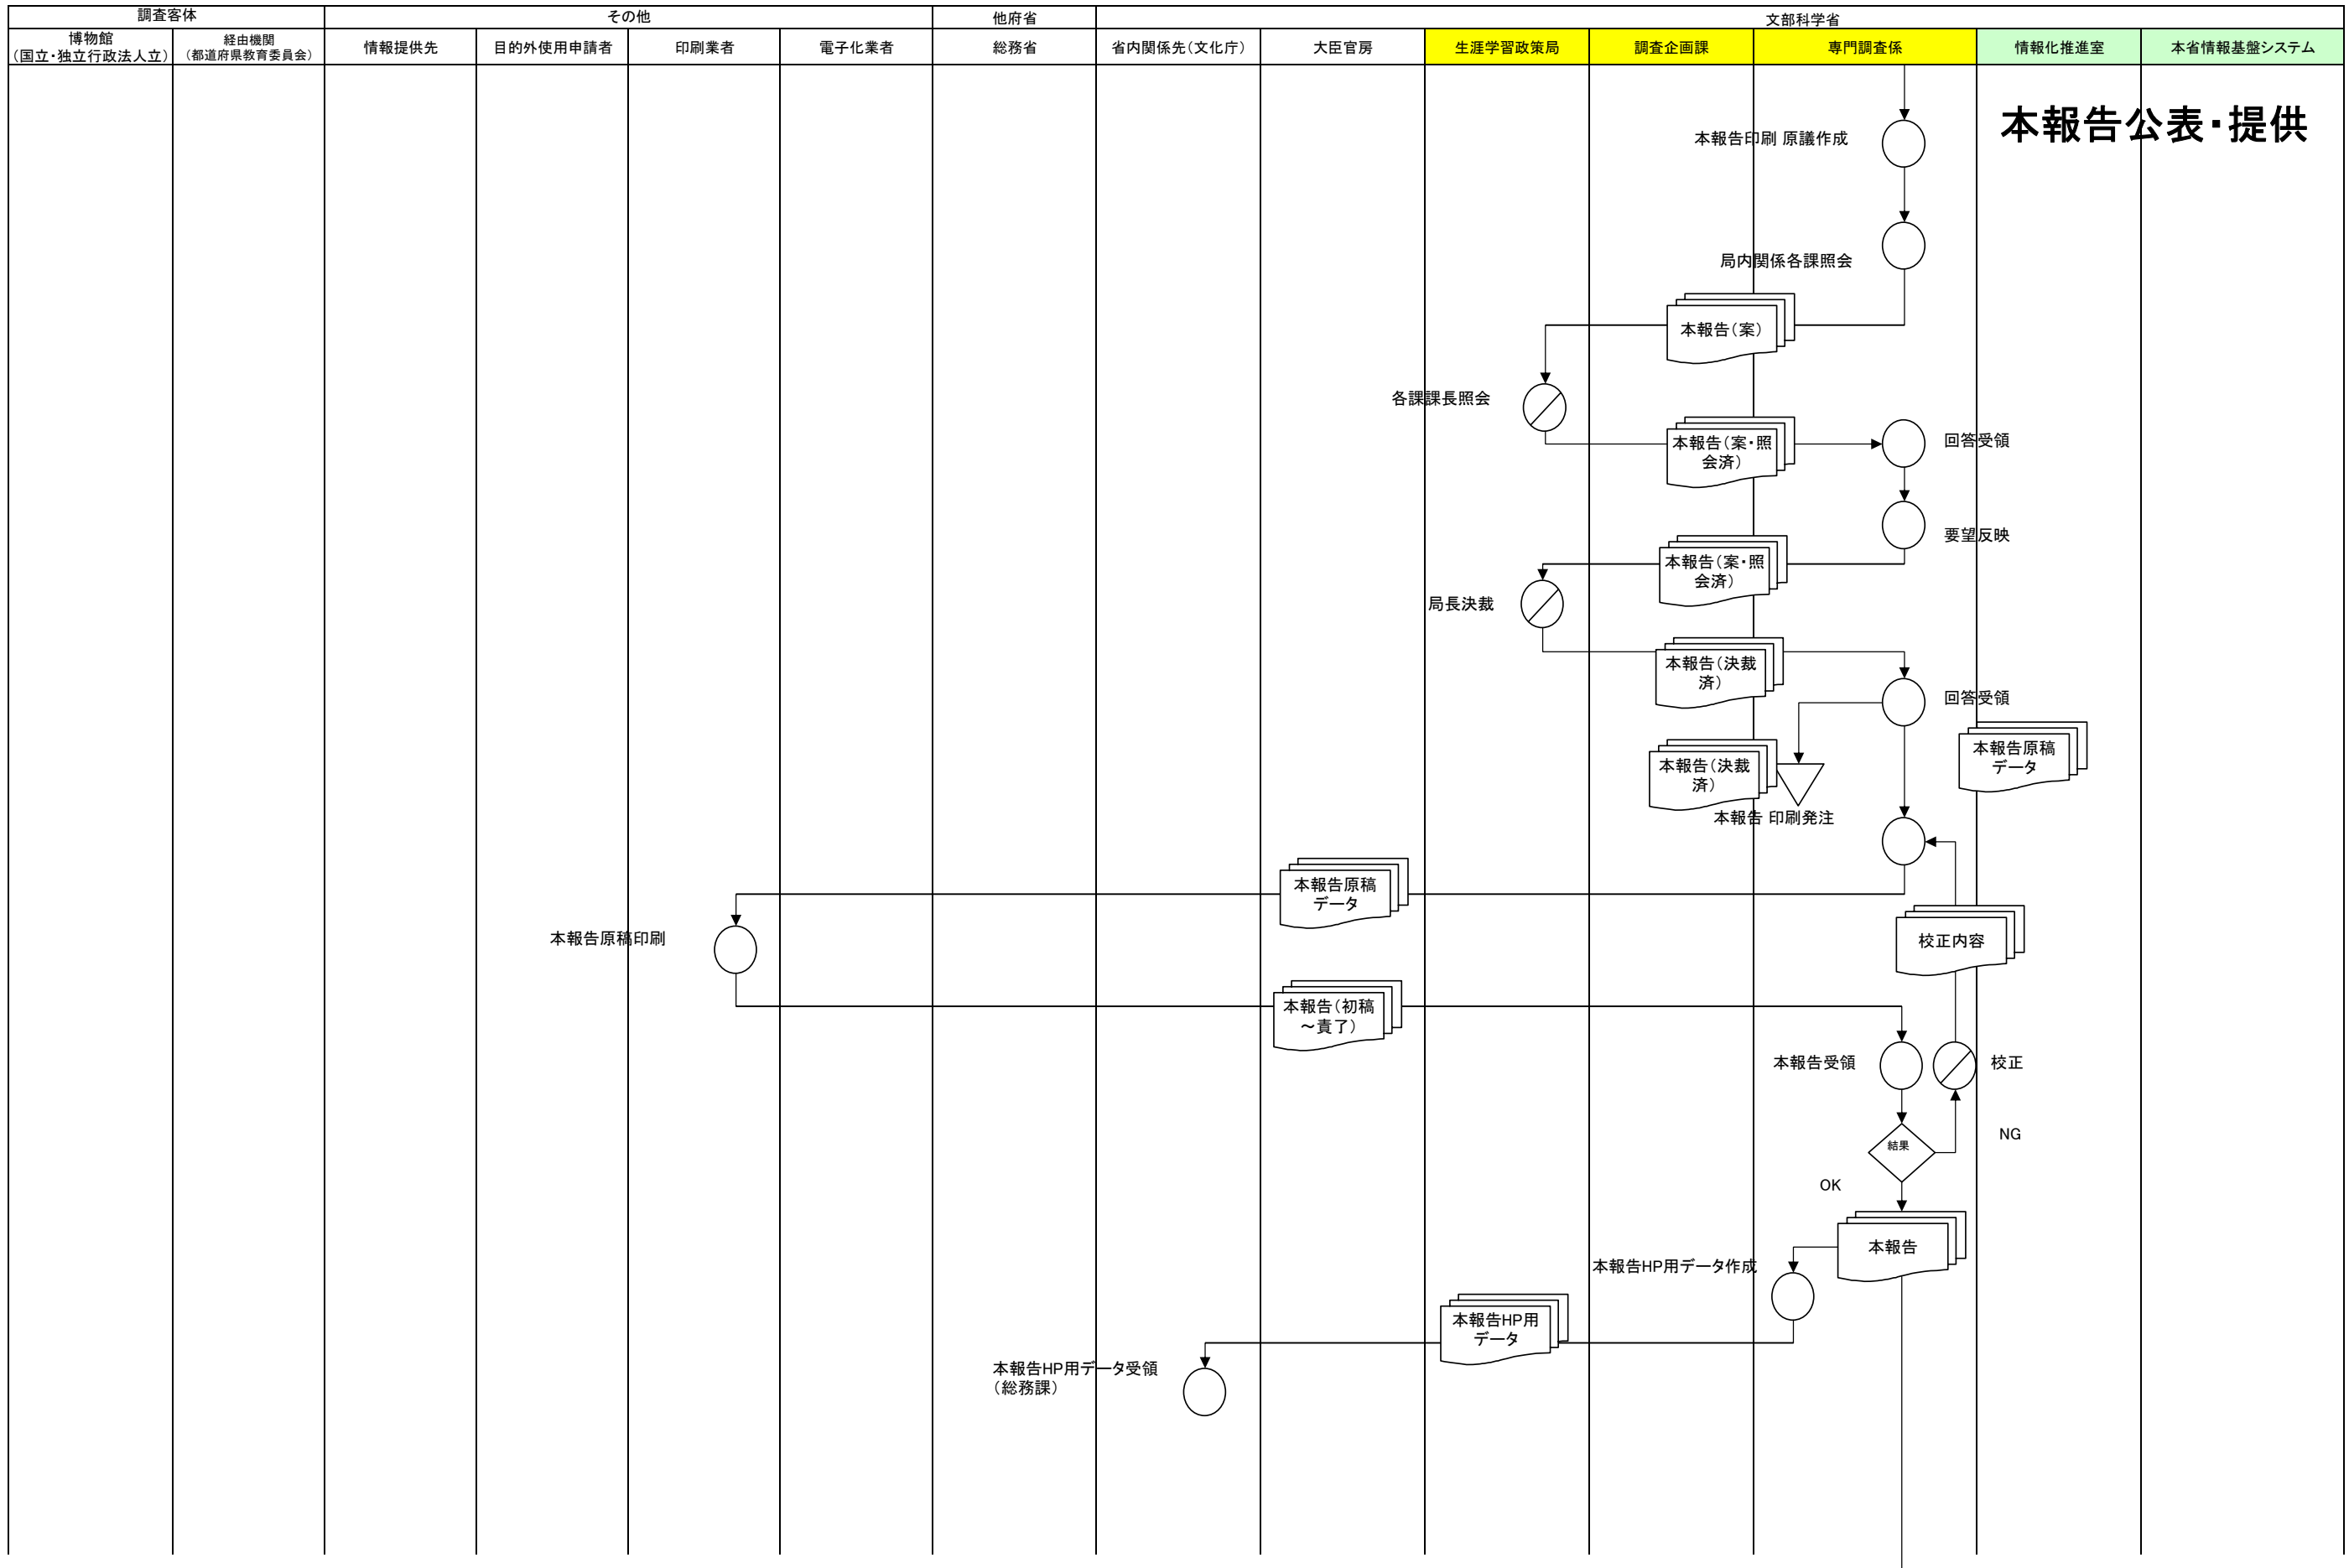 調査客体
その他
他府省
文部科学省
博物館
（国立・独立行政法人立）
経由機関
（都道府県教育委員会）
情報提供先
目的外使用申請者
印刷業者
電子化業者
総務省
省内関係先（文化庁）
大臣官房
生涯学習政策局
調査企画課
専門調査係
情報化推進室
本省情報基盤システム
本報告公表・提供
本報告印刷 原議作成
局内関係各課照会
本報告（案）
各課課長照会
本報告（案・照
会済）
回答受領
要望反映
本報告（案・照
会済）
局長決裁
本報告（決裁
済）
回答受領
本報告原稿
データ
本報告（決裁
済）
本報告 印刷発注
本報告原稿
データ
本報告原稿印刷
校正内容
本報告（初稿
～責了）
本報告受領
校正
NG
結果
OK
本報告
本報告HP用データ作成
本報告HP用
データ
本報告HP用データ受領
（総務課）